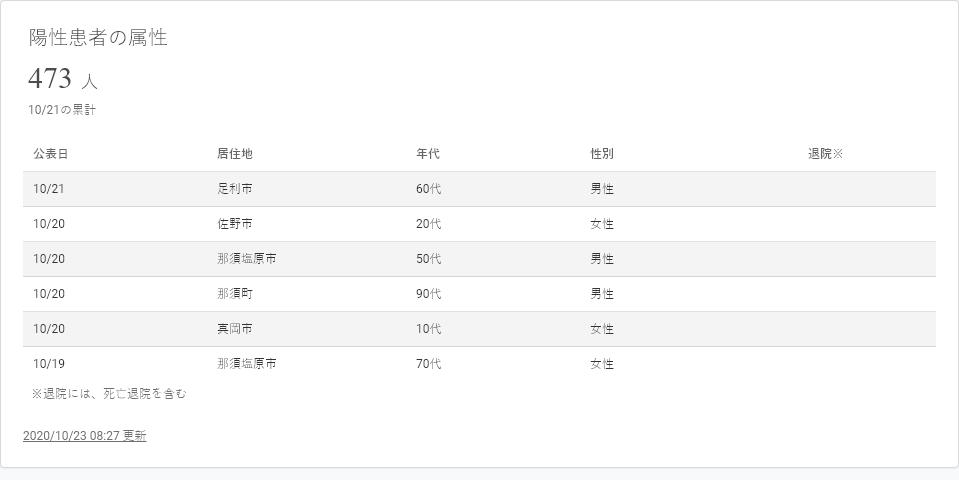 陽性患者の属性
473 人
10/21の累計
公表日 居住地 年代 性別 退院※
10/21 足利市 60代 男性
10/20 佐野市 20代 女性
10/20 那須塩原市 50代 男性
10/20 那須町 90代 男性
10/20 真岡市 10代 女性
10/19 那須塩原市 70代 女性
※退院には、死亡退院を含む
2020/10/23 08:27 更新